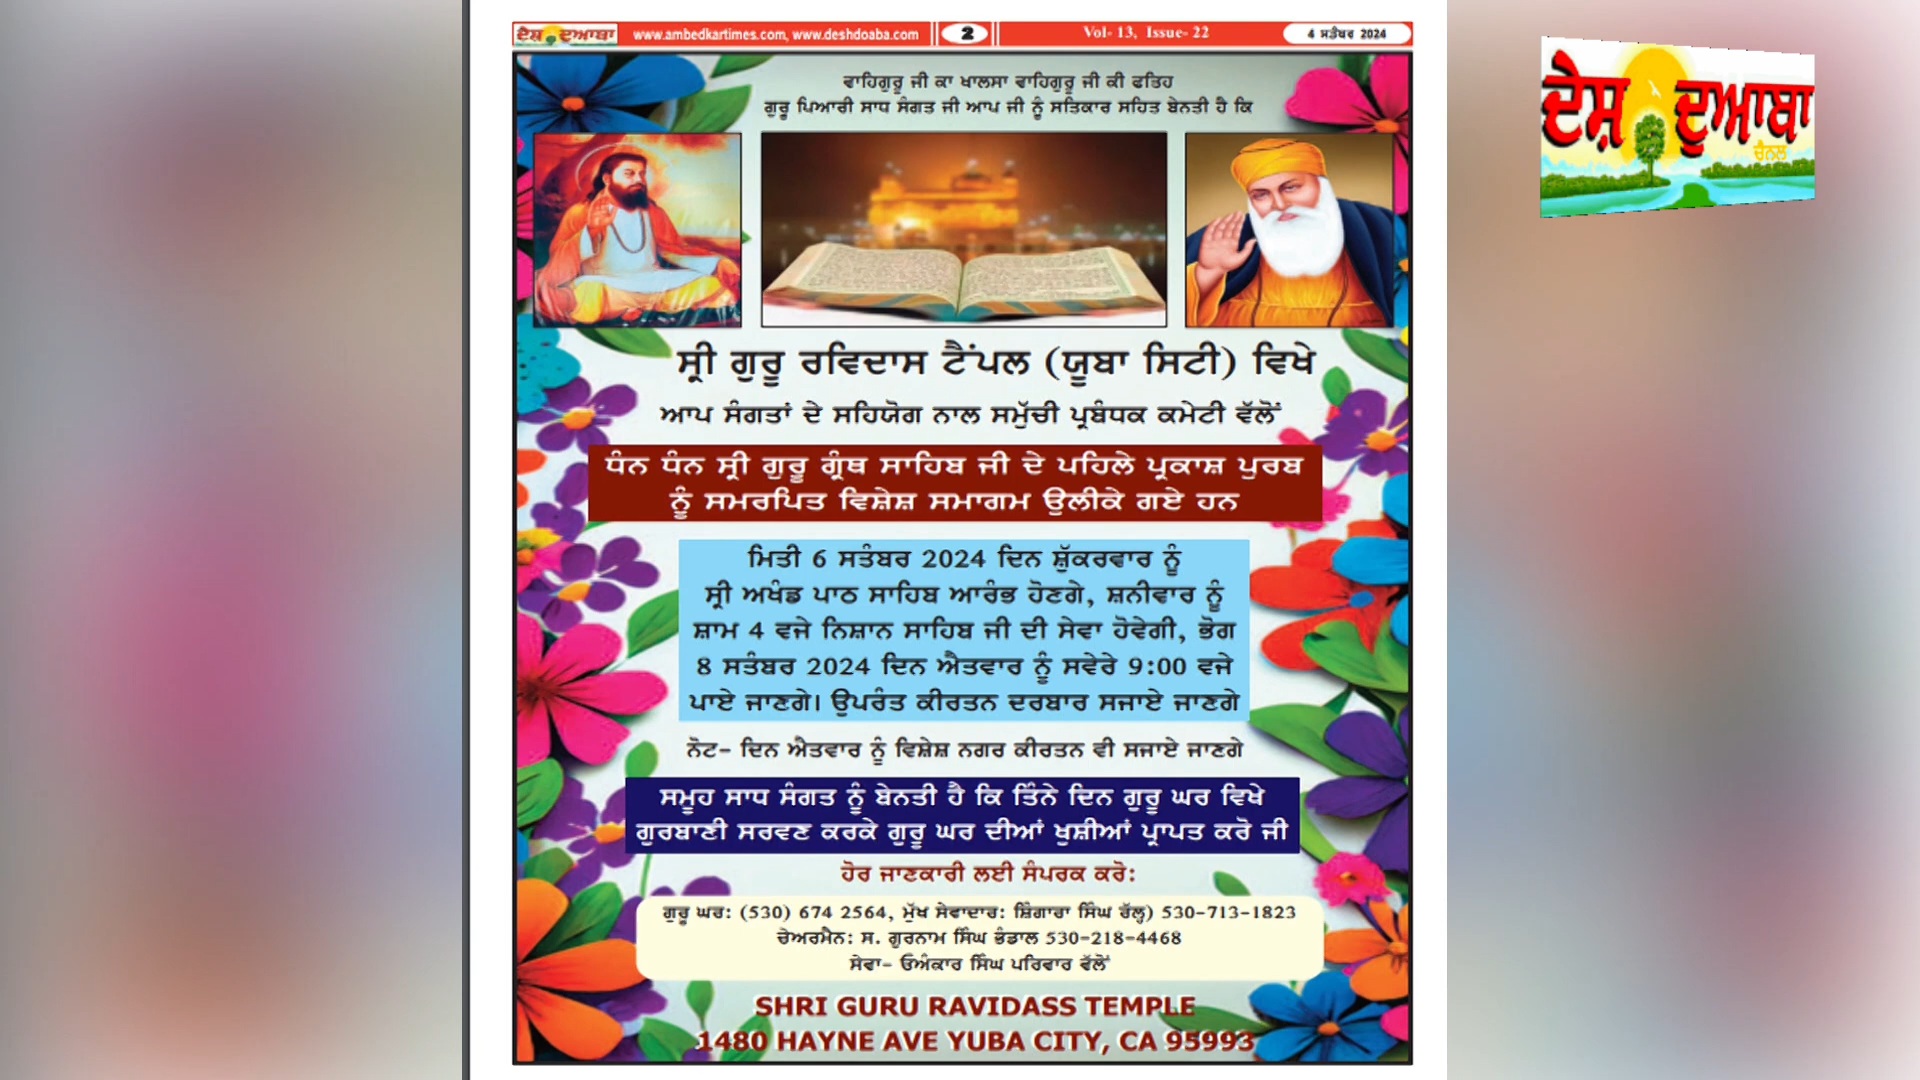 ਦੇਸ਼ ਦੁਆਬਾ www.ambedkartimes.com, www.deshdoaba.com 2 Vol- 13, Issue- 22 4 ਸਤੰਬਰ 2024
ਵਾਹਿਗੁਰੂ ਜੀ ਕਾ ਖਾਲਸਾ ਵਾਹਿਗੁਰੂ ਜੀ ਕੀ ਫਤਿਹ
ਗੁਰੂ ਪਿਆਰੀ ਸਾਧ ਸੰਗਤ ਜੀ ਆਪ ਜੀ ਨੂੰ ਸਤਿਕਾਰ ਸਹਿਤ ਬੇਨਤੀ ਹੈ ਕਿ
ਸ੍ਰੀ ਗੁਰੂ ਰਵਿਦਾਸ ਟੈਂਪਲ (ਯੂਬਾ ਸਿਟੀ) ਵਿਖੇ
ਆਪ ਸੰਗਤਾਂ ਦੇ ਸਹਿਯੋਗ ਨਾਲ ਸਮੁੱਚੀ ਪ੍ਰਬੰਧਕ ਕਮੇਟੀ ਵੱਲੋਂ
ਧੰਨ ਧੰਨ ਸ੍ਰੀ ਗੁਰੂ ਗ੍ਰੰਥ ਸਾਹਿਬ ਜੀ ਦੇ ਪਹਿਲੇ ਪ੍ਰਕਾਸ਼ ਪੁਰਬ
ਨੂੰ ਸਮਰਪਿਤ ਵਿਸ਼ੇਸ਼ ਸਮਾਗਮ ਉਲੀਕੇ ਗਏ ਹਨ
ਮਿਤੀ 6 ਸਤੰਬਰ 2024 ਦਿਨ ਸ਼ੁੱਕਰਵਾਰ ਨੂੰ
ਸ੍ਰੀ ਅਖੰਡ ਪਾਠ ਸਾਹਿਬ ਆਰੰਭ ਹੋਣਗੇ, ਸ਼ਨੀਵਾਰ ਨੂੰ
ਸ਼ਾਮ 4 ਵਜੇ ਨਿਸ਼ਾਨ ਸਾਹਿਬ ਜੀ ਦੀ ਸੇਵਾ ਹੋਵੇਗੀ, ਭੋਗ
8 ਸਤੰਬਰ 2024 ਦਿਨ ਐਤਵਾਰ ਨੂੰ ਸਵੇਰੇ 9:00 ਵਜੇ
ਪਾਏ ਜਾਣਗੇ। ਉਪਰੰਤ ਕੀਰਤਨ ਦਰਬਾਰ ਸਜਾਏ ਜਾਣਗੇ
ਨੋਟ- ਦਿਨ ਐਤਵਾਰ ਨੂੰ ਵਿਸ਼ੇਸ਼ ਨਗਰ ਕੀਰਤਨ ਵੀ ਸਜਾਏ ਜਾਣਗੇ
ਸਮੂਹ ਸਾਧ ਸੰਗਤ ਨੂੰ ਬੇਨਤੀ ਹੈ ਕਿ ਤਿੰਨੇ ਦਿਨ ਗੁਰੂ ਘਰ ਵਿਖੇ
ਗੁਰਬਾਣੀ ਸਰਵਣ ਕਰਕੇ ਗੁਰੂ ਘਰ ਦੀਆਂ ਖੁਸ਼ੀਆਂ ਪ੍ਰਾਪਤ ਕਰੋ ਜੀ
ਹੋਰ ਜਾਣਕਾਰੀ ਲਈ ਸੰਪਰਕ ਕਰੋ:
ਗੁਰੂ ਘਰ: (530) 674 2564, ਮੁੱਖ ਸੇਵਾਦਾਰ: ਸ਼ਿੰਗਾਰਾ ਸਿੰਘ ਰੱਲ੍ਹ) 530-713-1823
ਚੇਅਰਮੈਨ: ਸ. ਗੁਰਨਾਮ ਸਿੰਘ ਭੰਡਾਲ 530-218-4468
ਸੇਵਾ- ਓਅੰਕਾਰ ਸਿੰਘ ਪਰਿਵਾਰ ਵੱਲੋਂ
SHRI GURU RAVIDASS TEMPLE
1480 HAYNE AVE YUBA CITY, CA 95993
ਦੇਸ਼ ਦੁਆਬਾ
ਚੈਨਲ